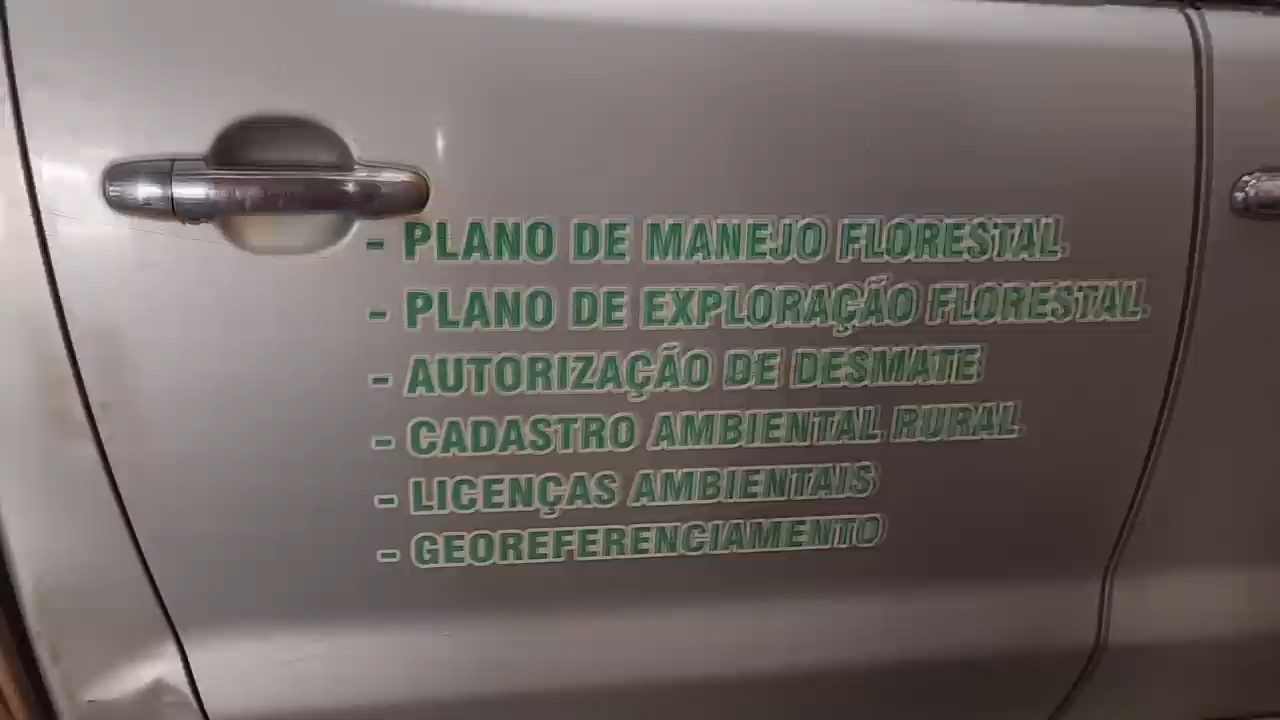 - PLANO DE MANEJO FLORESTAL.
- PLANO DE EXPLORAÇÃO FLORESTAL.
- AUTORIZAÇÃO DE DESMATE
- CADASTRO AMBIENTAL RURAL
- LICENÇAS AMBIENTAIS
- GEOREFERENCIAMENTO